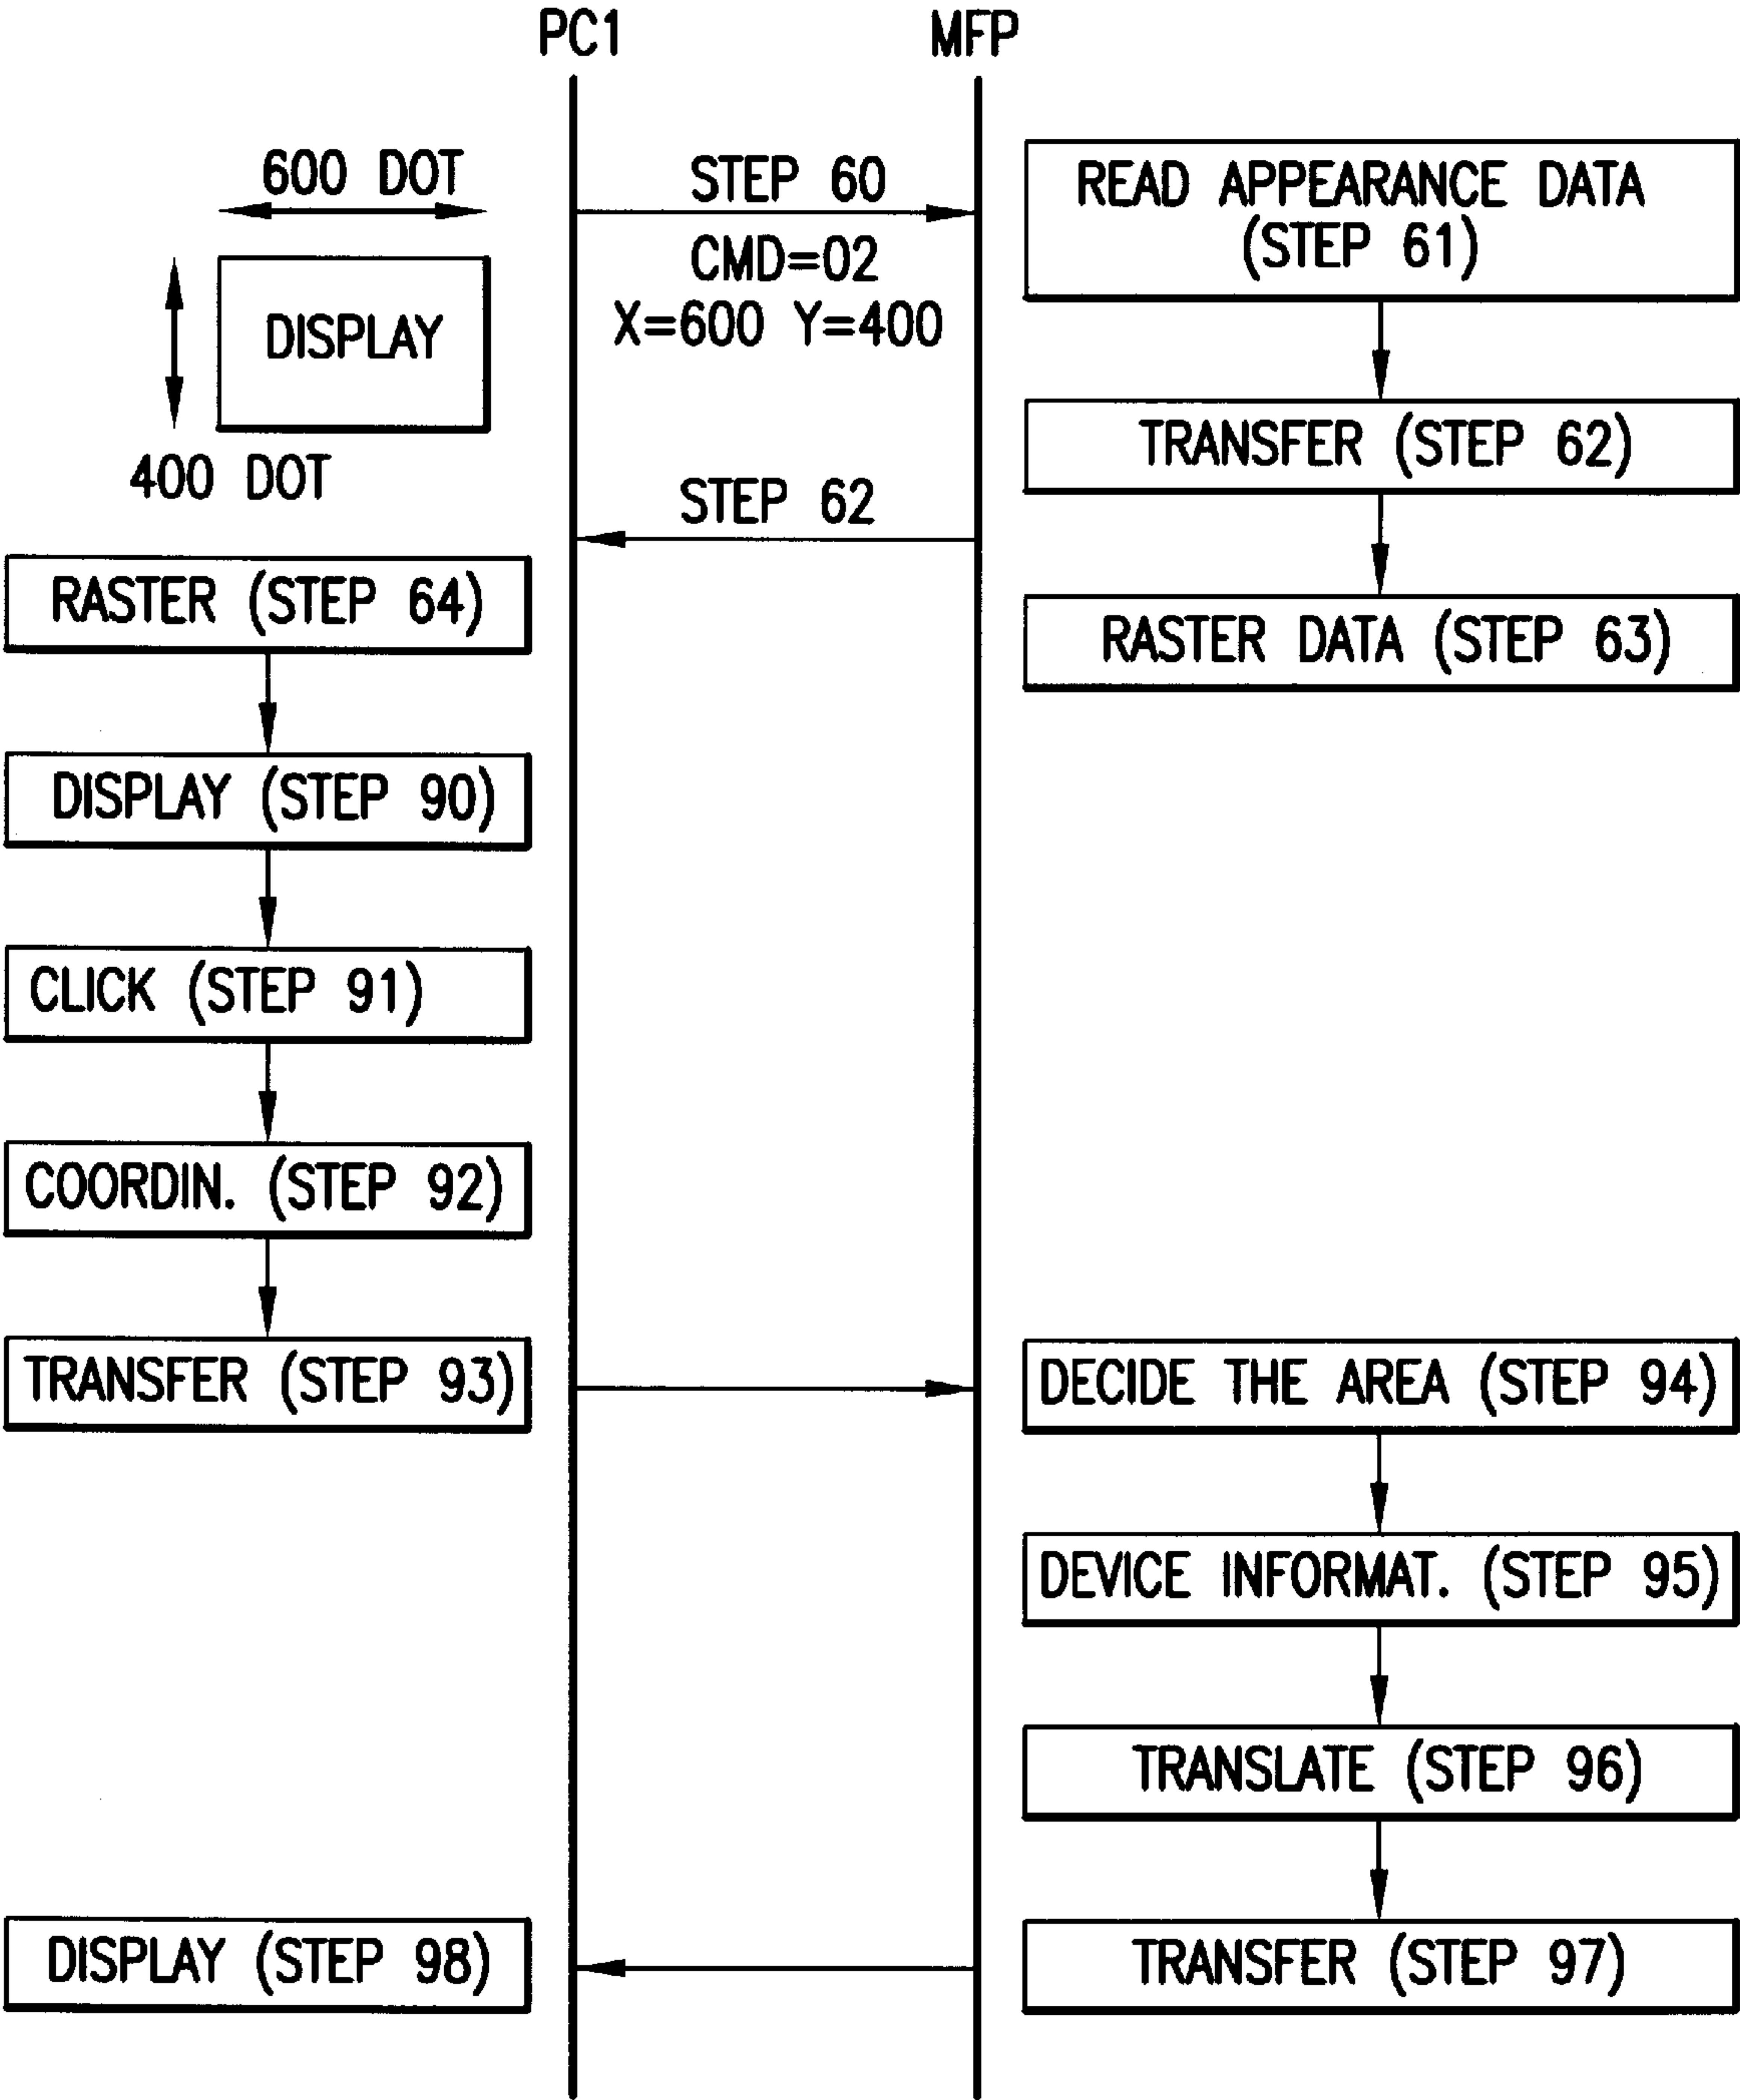 PC1
MFP
600 DOT
DISPLAY
400 DOT
STEP 60
CMD=02
X=600 Y=400
READ APPEARANCE DATA
(STEP 61)
TRANSFER (STEP 62)
STEP 62
RASTER (STEP 64)
RASTER DATA (STEP 63)
DISPLAY (STEP 90)
CLICK (STEP 91)
COORDIN. (STEP 92)
TRANSFER (STEP 93)
DECIDE THE AREA (STEP 94)
DEVICE INFORMAT. (STEP 95)
TRANSLATE (STEP 96)
DISPLAY (STEP 98)
TRANSFER (STEP 97)